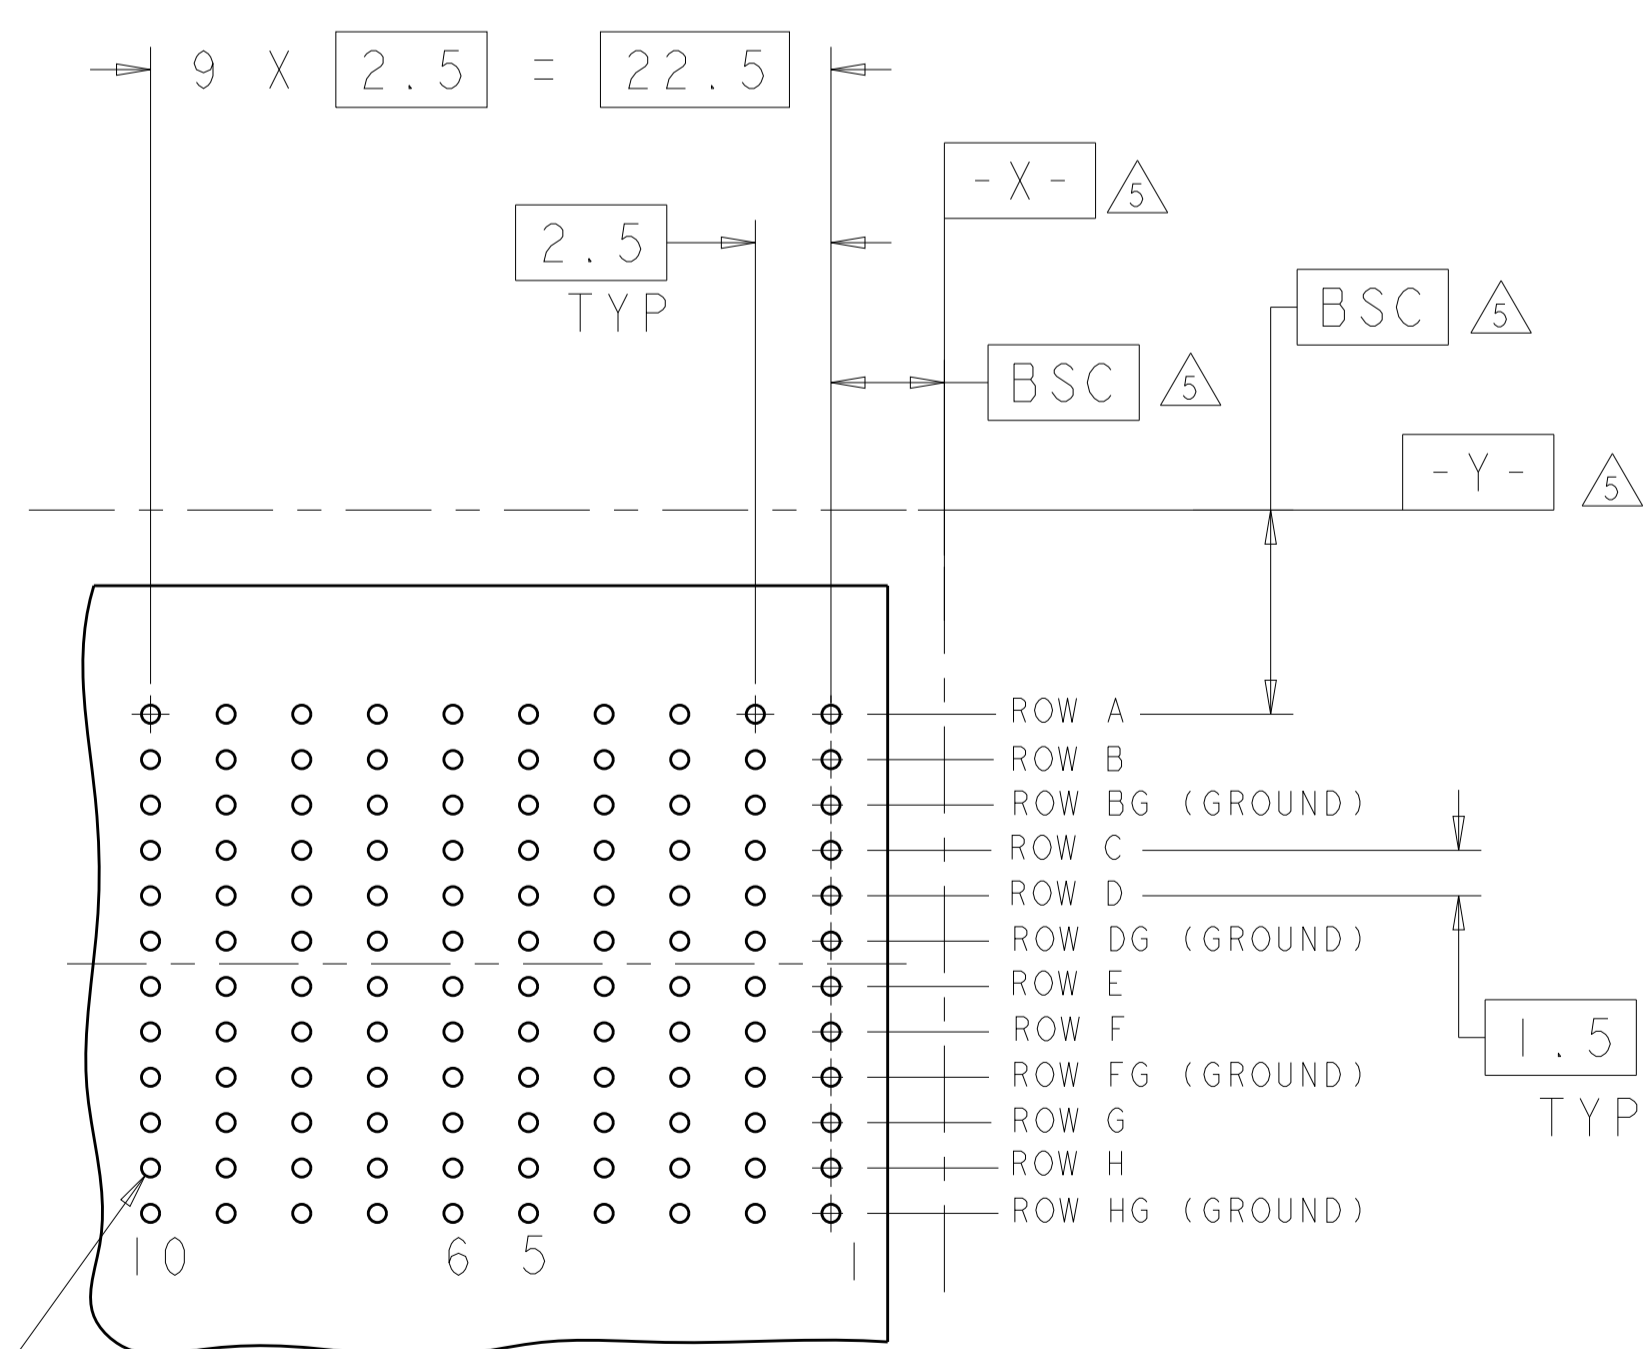 9 X 2.5 = 22.5
-X- 5
2.5
TYP
BSC 5
BSC 5
-Y- 5
ROW A
ROW B
ROW BG (GROUND)
ROW C
ROW D
ROW DG (GROUND)
ROW E
ROW F
ROW FG (GROUND)
1.5
TYP
ROW G
ROW H
ROW HG (GROUND)
10 6 5 1